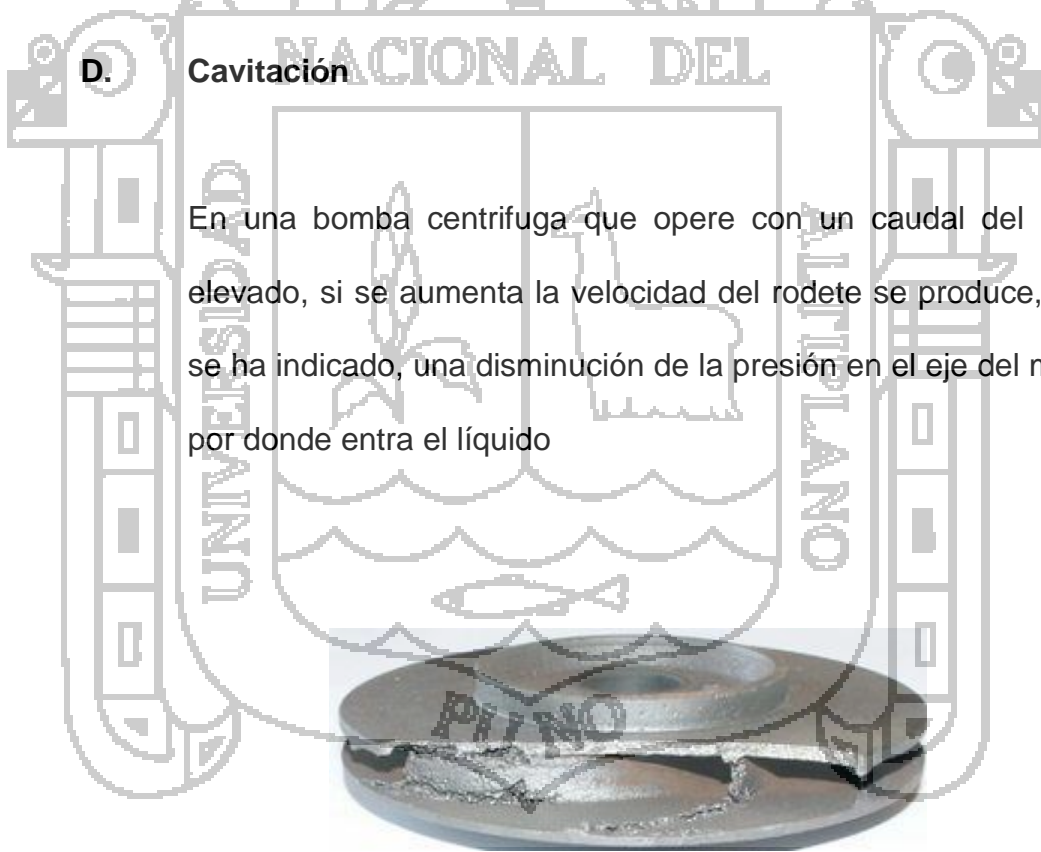 NACIONAL DEL
D. Cavitación
UNIVERSIDAD
ALTIPLANO
En una bomba centrifuga que opere con un caudal del
elevado, si se aumenta la velocidad del rodete se produce,
se ha indicado, una disminución de la presión en el eje del
por donde entra el líquido
PUNO